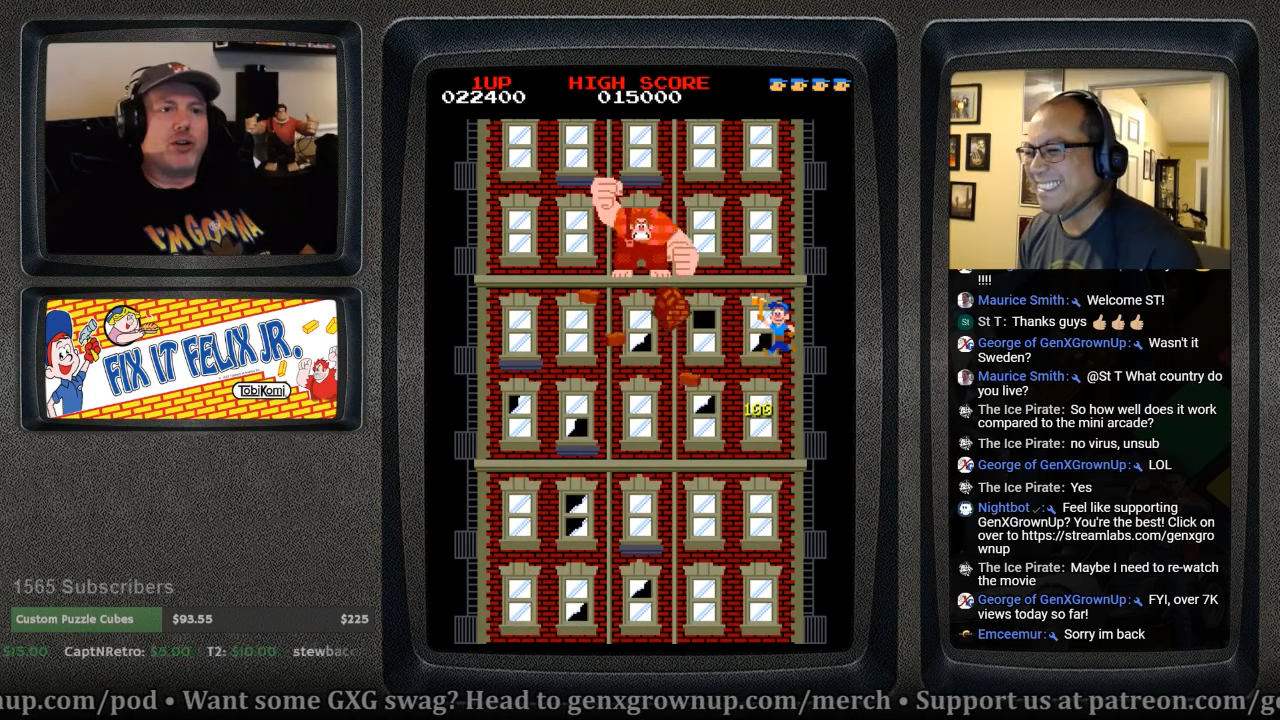 1UP
HIGH SCORE
022400
015000
I'M GONNA
FIX IT FELIX JR.
TobiKomi
100
!!!!
Maurice Smith: Welcome ST!
St
St T: Thanks guys
George of GenXGrownUp: Wasn't it
Sweden?
Maurice Smith: @St T What country do
you live?
The Ice Pirate: So how well does it work
compared to the mini arcade?
The Ice Pirate: no virus, unsub
George of GenXGrownUp: LOL
The Ice Pirate: Yes
Nightbot : Feel like supporting
GenXGrownUp? You're the best! Click on
over to https://streamlabs.com/genxgro
wnup
The Ice Pirate: Maybe I need to re-watch
the movie
George of GenXGrownUp: FYI, over 7K
views today so far!
Emceemur: Sorry im back
1565 Subscribers
Custom Puzzle Cubes $93.55 $225
$15.00 CaptNRetro: $5.00 T2: $10.00 stewbac
nup.com/pod • Want some GXG swag? Head to genxgrownup.com/merch • Support us at patreon.com/g